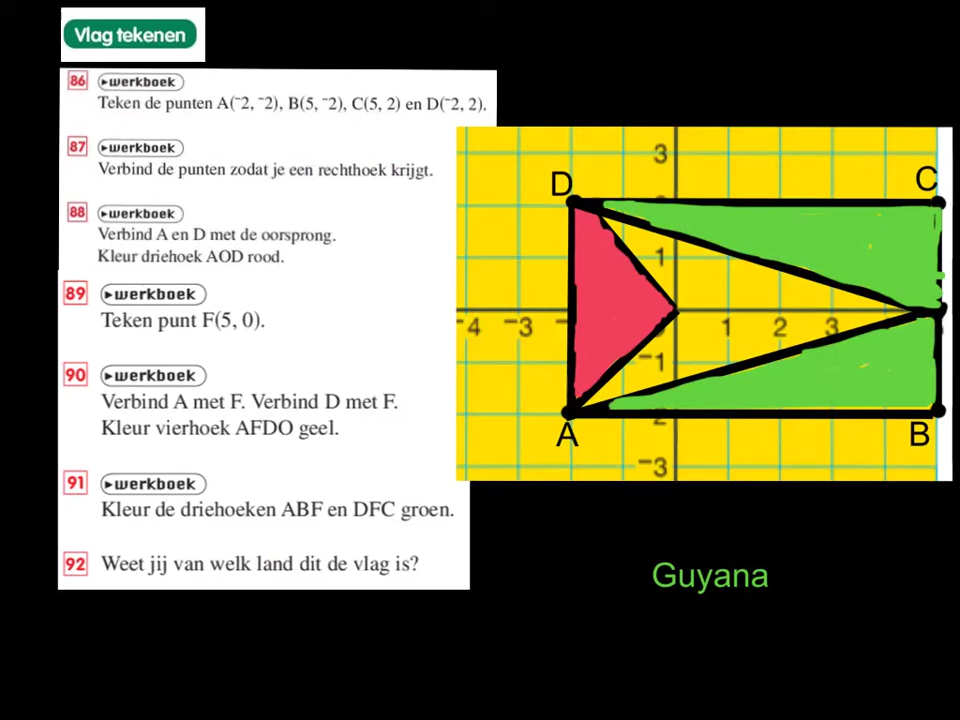 Vlag tekenen
86 ▸werkboek
Teken de punten A(⁻2, ⁻2), B(5, ⁻2), C(5, 2) en D(⁻2, 2).
87 ▸werkboek
Verbind de punten zodat je een rechthoek krijgt.
88 ▸werkboek
Verbind A en D met de oorsprong.
Kleur driehoek AOD rood.
89 ▸werkboek
Teken punt F(5, 0).
90 ▸werkboek
Verbind A met F. Verbind D met F.
Kleur vierhoek AFDO geel.
91 ▸werkboek
Kleur de driehoeken ABF en DFC groen.
92 Weet jij van welk land dit de vlag is?
3
D C
1
⁻4 ⁻3 1 2 3
⁻1
A B
⁻3
Guyana